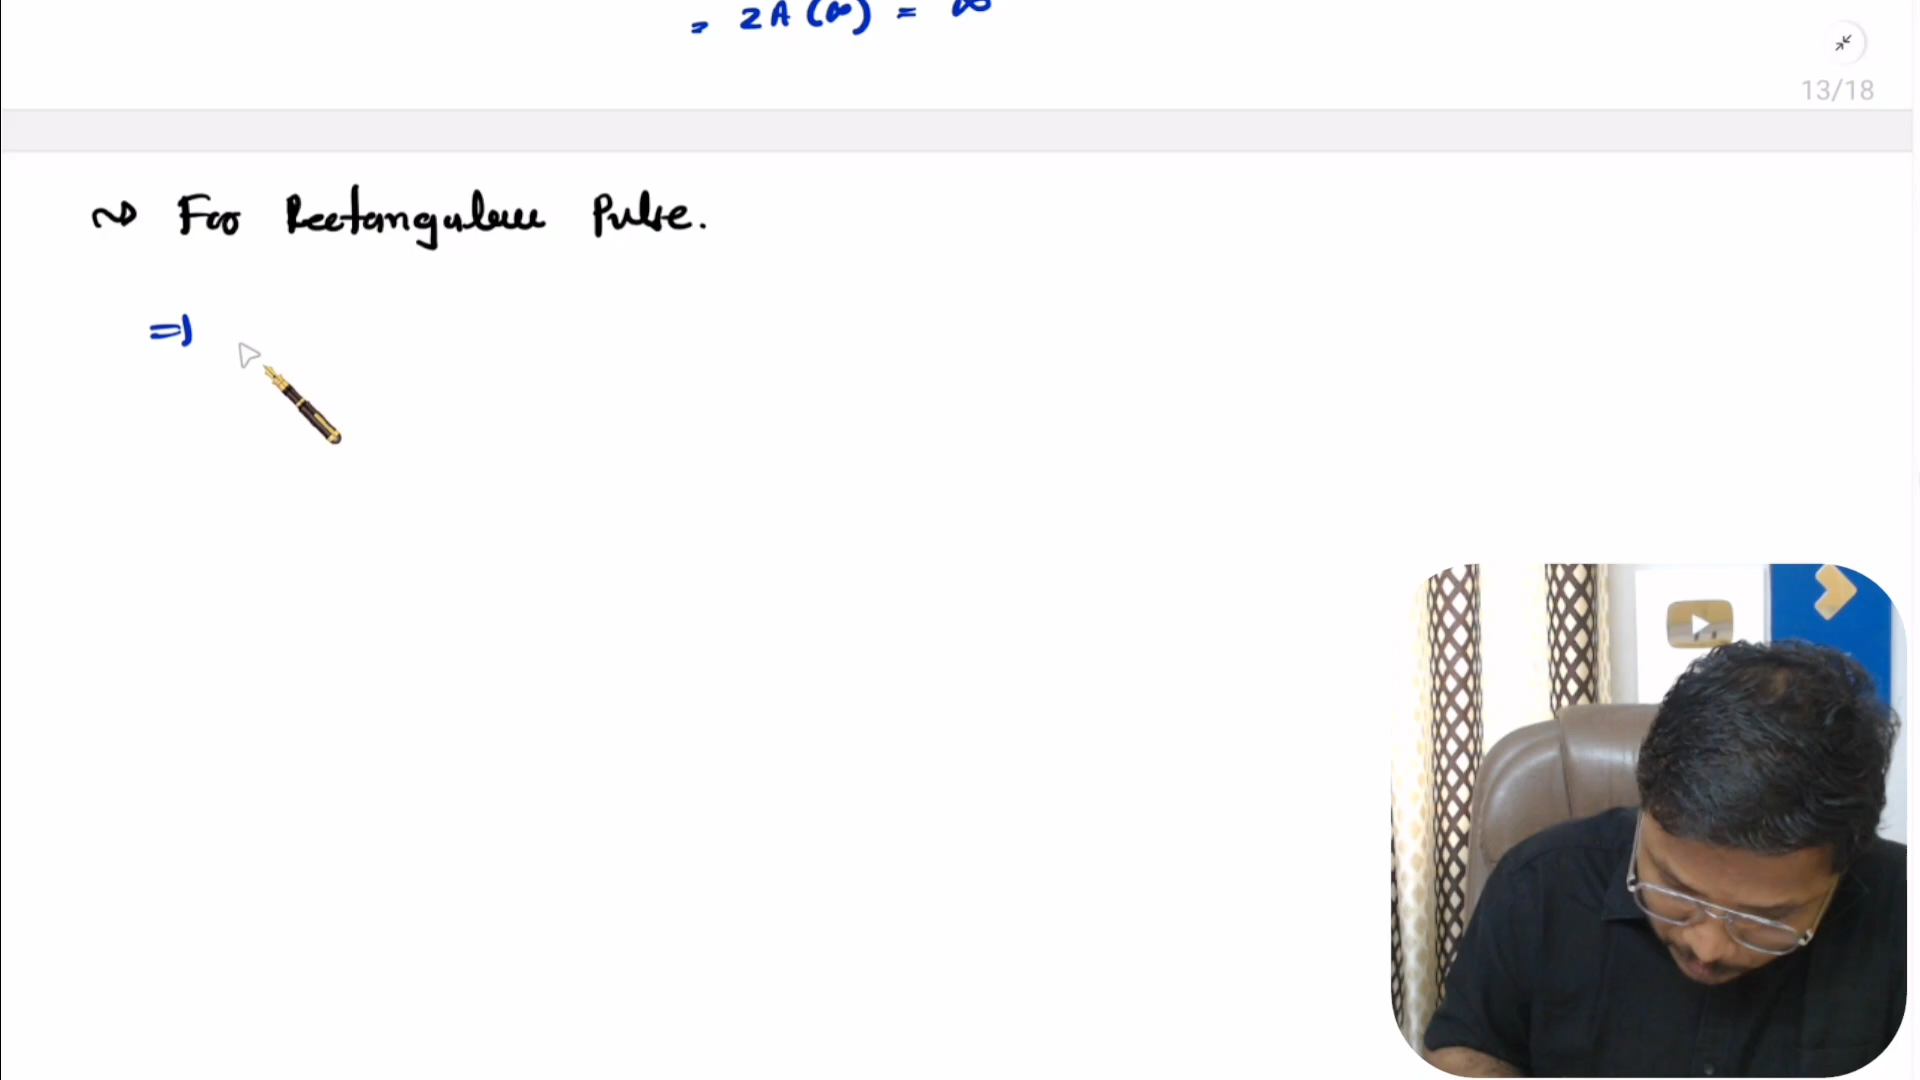 = 2A (∞) = ∞
13/18
~> For Rectangular Pulse.
=>